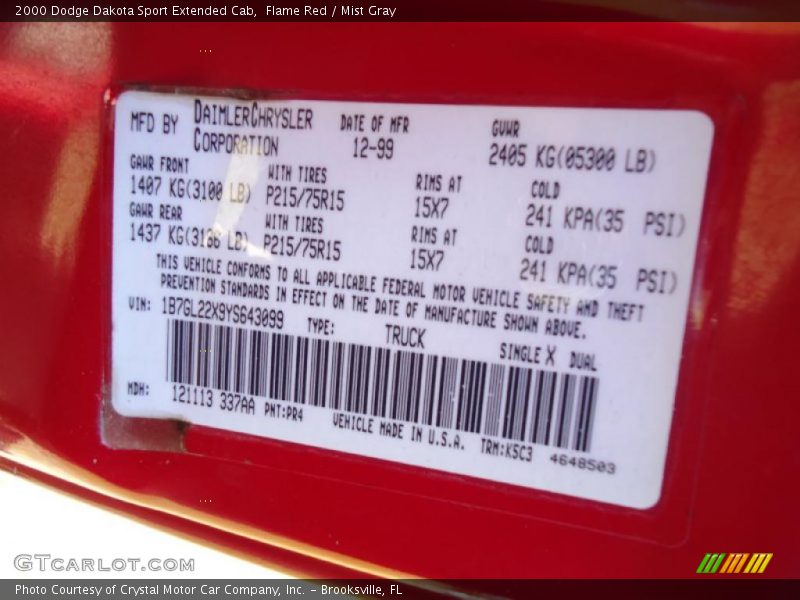 2000 Dodge Dakota Sport Extended Cab, Flame Red / Mist Gray
MFD BY DAIMLERCHRYSLER CORPORATION DATE OF MFR 12-99 GVWR 2405 KG(05300 LB)
GAWR FRONT WITH TIRES RIMS AT COLD
1407 KG(3100 LB) P215/75R15 15X7 241 KPA(35 PSI)
GAWR REAR WITH TIRES RIMS AT COLD
1437 KG(3166 LB) P215/75R15 15X7 241 KPA(35 PSI)
THIS VEHICLE CONFORMS TO ALL APPLICABLE FEDERAL MOTOR VEHICLE SAFETY AND THEFT
PREVENTION STANDARDS IN EFFECT ON THE DATE OF MANUFACTURE SHOWN ABOVE.
VIN: 1B7GL22X9YS643099 TYPE: TRUCK SINGLE X DUAL
MDH: 121113 337AA PNT:PR4 VEHICLE MADE IN U.S.A. TRM:K5C3 4648503
GTCARLOT.COM
Photo Courtesy of Crystal Motor Car Company, Inc. - Brooksville, FL